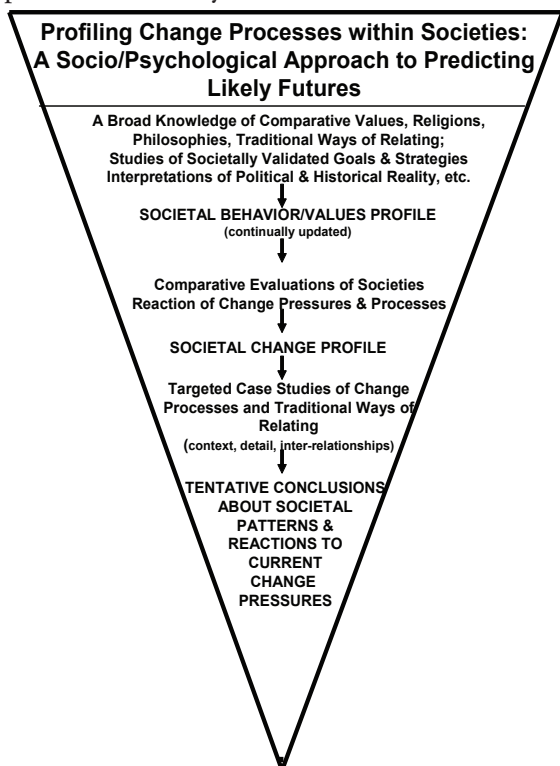 Profiling Change Processes within Societies:
A Socio/Psychological Approach to Predicting
Likely Futures
A Broad Knowledge of Comparative Values, Religions,
Philosophies, Traditional Ways of Relating;
Studies of Societally Validated Goals & Strategies
Interpretations of Political & Historical Reality, etc.
SOCIETAL BEHAVIOR/VALUES PROFILE
(continually updated)
Comparative Evaluations of Societies
Reaction of Change Pressures & Processes
SOCIETAL CHANGE PROFILE
Targeted Case Studies of Change
Processes and Traditional Ways of
Relating
(context, detail, inter-relationships)
TENTATIVE CONCLUSIONS
ABOUT SOCIETAL
PATTERNS &
REACTIONS TO
CURRENT
CHANGE
PRESSURES